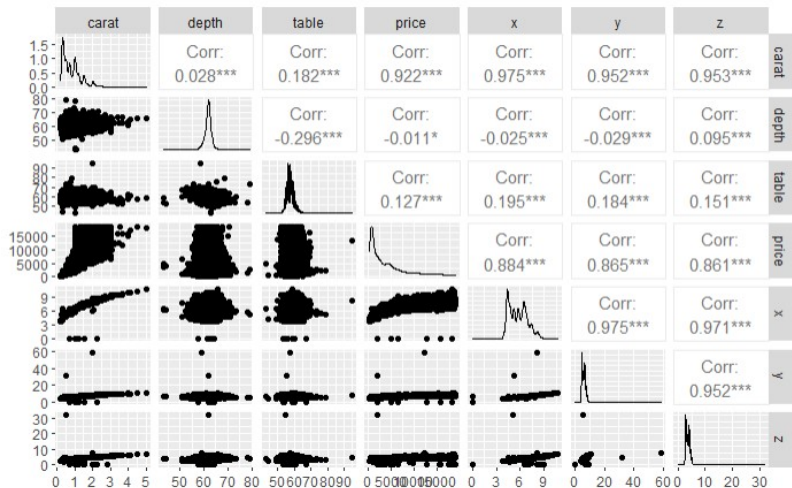 carat depth table price x y z
1.5 1.0 0.5 0.0 Corr: 0.028*** Corr: 0.182*** Corr: 0.922*** Corr: 0.975*** Corr: 0.952*** Corr: 0.953*** carat
80 70 60 50 Corr: -0.296*** Corr: -0.011* Corr: -0.025*** Corr: -0.029*** Corr: 0.095*** depth
90 80 70 60 50 Corr: 0.127*** Corr: 0.195*** Corr: 0.184*** Corr: 0.151*** table
15000 10000 5000 0 Corr: 0.884*** Corr: 0.865*** Corr: 0.861*** price
9 6 3 0 Corr: 0.975*** Corr: 0.971*** x
60 40 20 0 Corr: 0.952*** y
30 20 10 0 z
0 1 2 3 4 5 50 60 70 80 50 60 70 80 90 0 5000 10000 15000 0 3 6 9 0 20 40 60 0 10 20 30